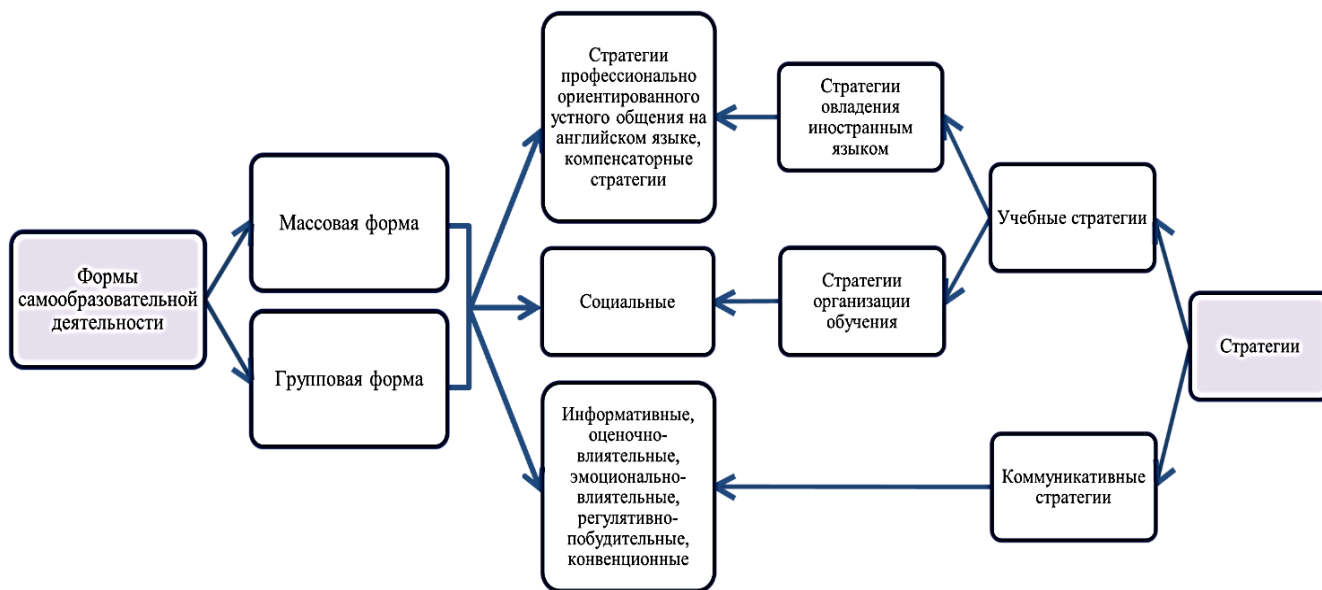 Формы
самообразовательной
деятельности
Массовая форма
Групповая форма
Стратегии
профессионально
ориентированного
устного общения на
английском языке,
компенсаторные
стратегии
Социальные
Информативные,
оценочно-
влиятельные,
эмоционально-
влиятельные,
регулятивно-
побудительные,
конвенционные
Стратегии
овладения
иностранным
языком
Стратегии
организации
обучения
Учебные стратегии
Коммуникативные
стратегии
Стратегии